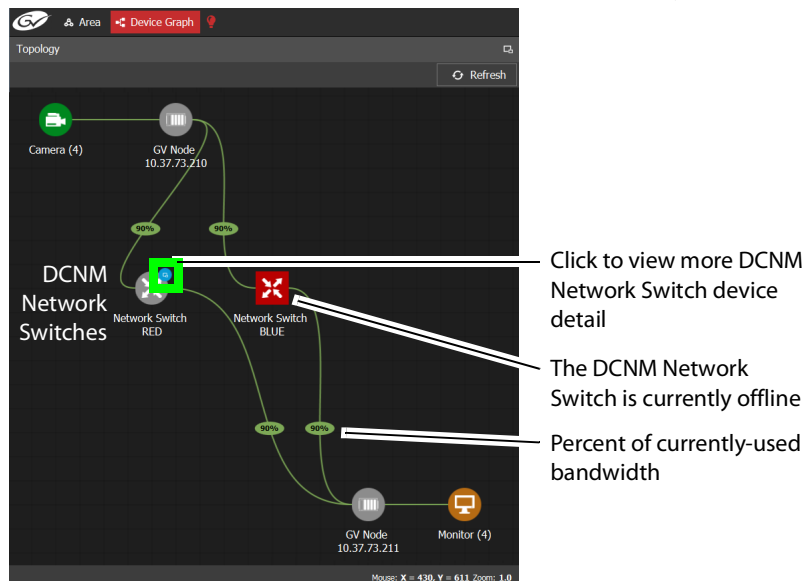 GV Area Device Graph
Topology
Refresh
Camera (4)
GV Node
10.37.73.210
90% 90%
DCNM
Network
Switches
G
Network Switch
RED
Network Switch
BLUE
Click to view more DCNM
Network Switch device
detail
The DCNM Network
Switch is currently offline
90% 90%
Percent of currently-used
bandwidth
GV Node
10.37.73.211
Monitor (4)
Mouse: X = 430, Y = 611 Zoom: 1.0